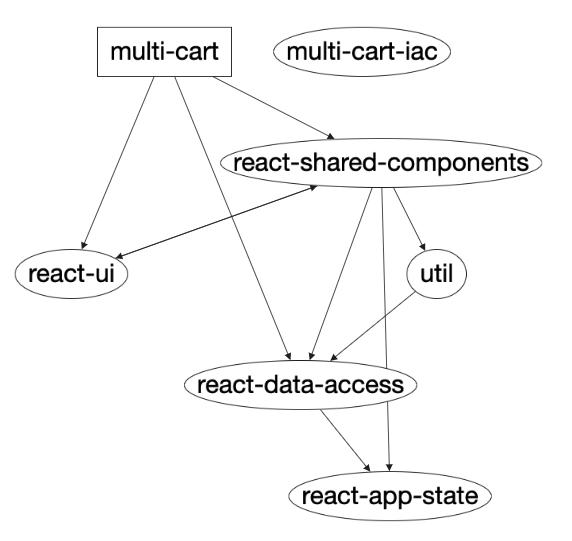 multi-cart
multi-cart-iac
react-shared-components
react-ui
util
react-data-access
react-app-state